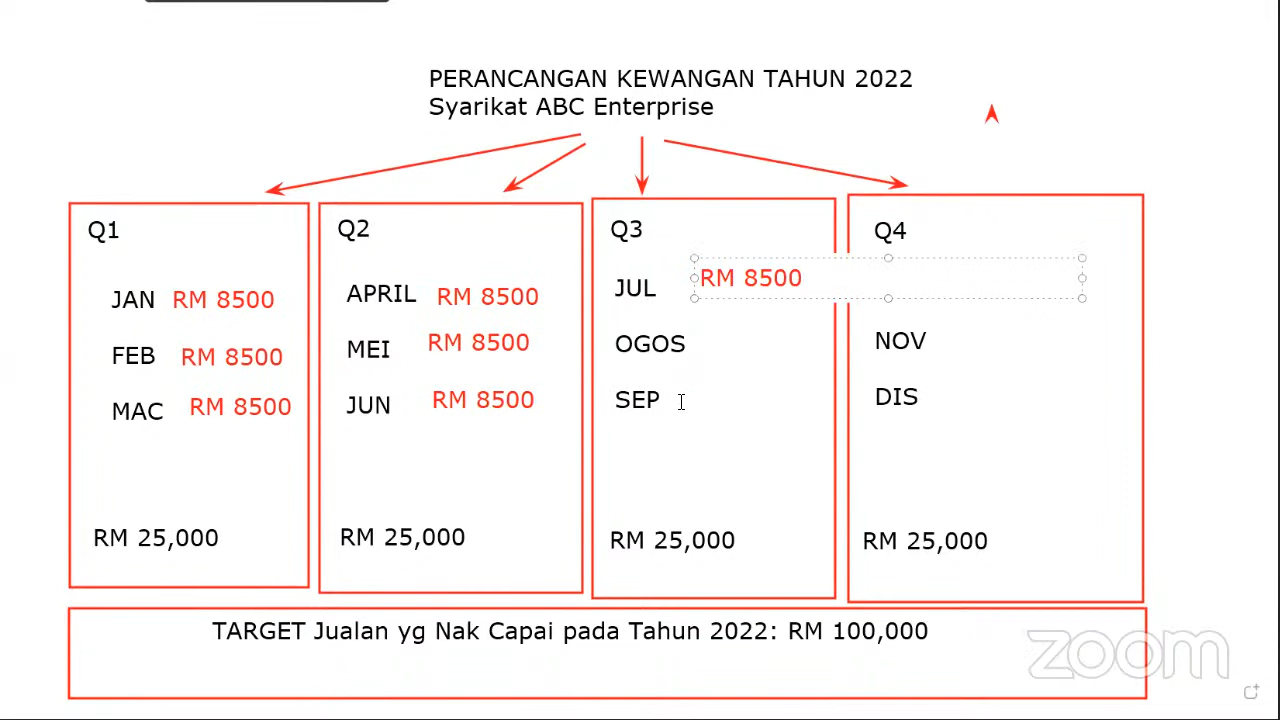 PERANCANGAN KEWANGAN TAHUN 2022
Syarikat ABC Enterprise
Q1
JAN RM 8500
FEB RM 8500
MAC RM 8500
RM 25,000
Q2
APRIL RM 8500
MEI RM 8500
JUN RM 8500
RM 25,000
Q3
JUL RM 8500
OGOS
SEP
RM 25,000
Q4
NOV
DIS
RM 25,000
TARGET Jualan yg Nak Capai pada Tahun 2022: RM 100,000
zoom